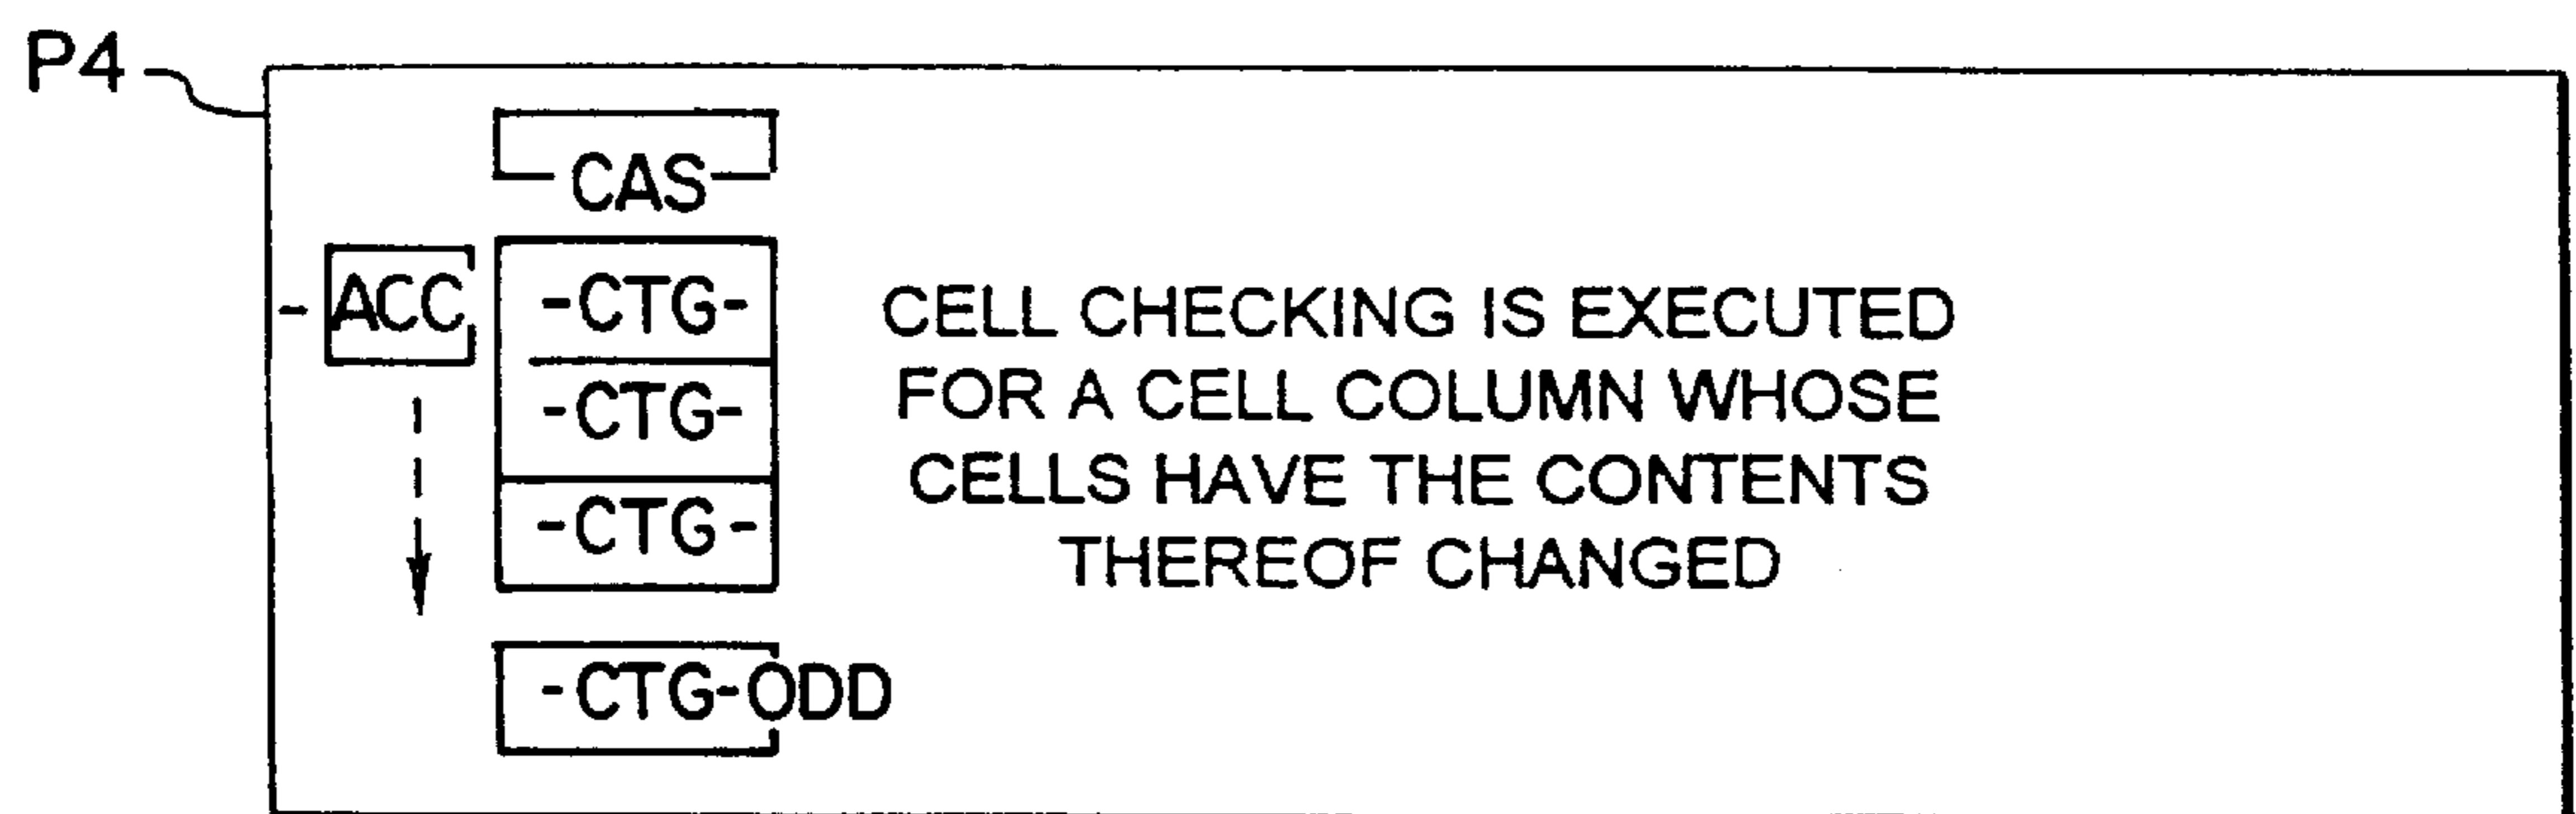 P4
CAS
-ACC
-CTG-
CELL CHECKING IS EXECUTED
-CTG-
FOR A CELL COLUMN WHOSE
CELLS HAVE THE CONTENTS
-CTG-
THEREOF CHANGED
-CTG-ODD